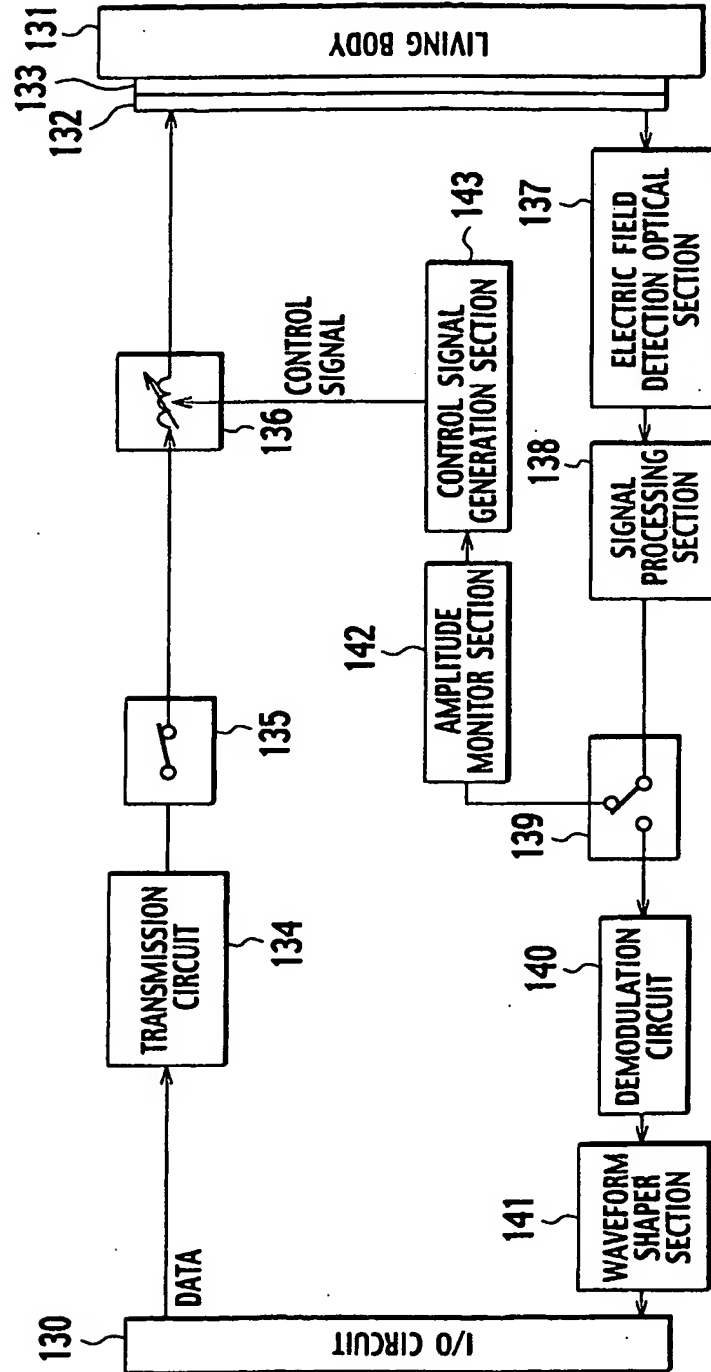 130
I/O CIRCUIT
DATA
TRANSMISSION
CIRCUIT
134
135
136
CONTROL
SIGNAL
132
133
131
LIVING BODY
143
CONTROL SIGNAL
GENERATION SECTION
142
AMPLITUDE
MONITOR SECTION
137
ELECTRIC FIELD
DETECTION OPTICAL
SECTION
138
SIGNAL
PROCESSING
SECTION
139
140
DEMODULATION
CIRCUIT
141
WAVEFORM
SHAPER
SECTION